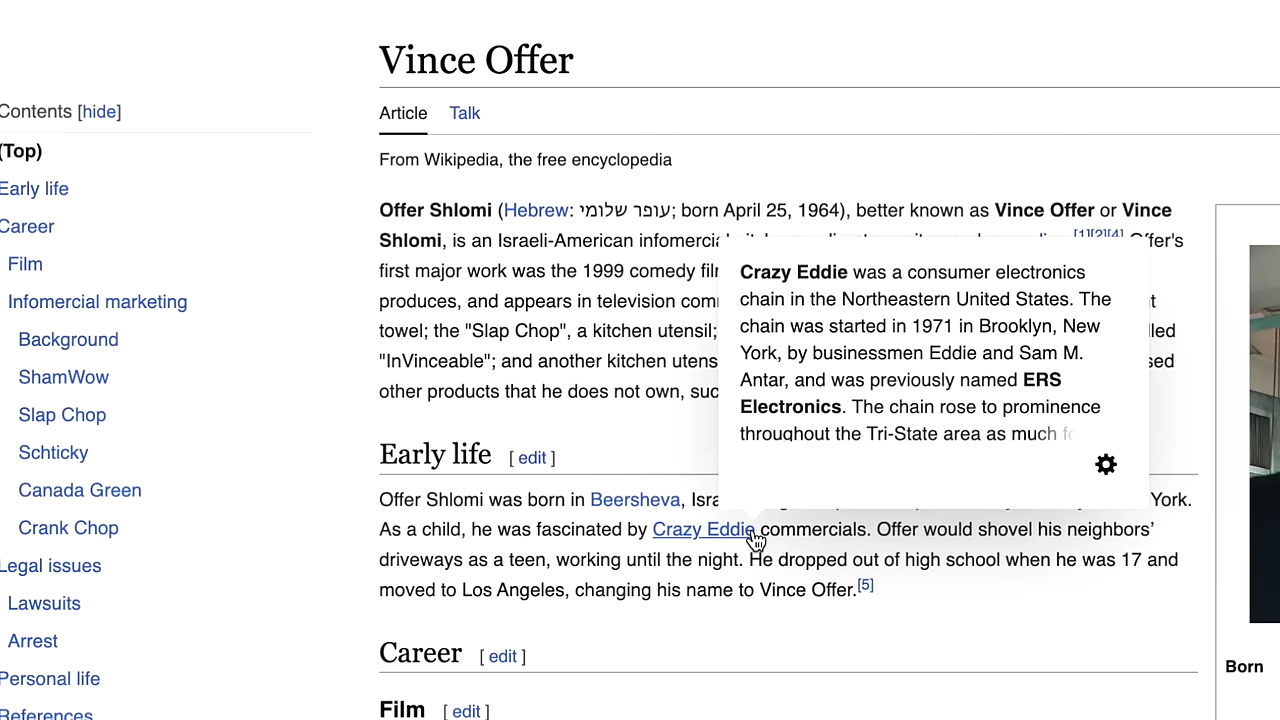 Vince Offer
Contents [hide]
Article Talk
(Top)
From Wikipedia, the free encyclopedia
Early life
Career
Film
Infomercial marketing
Background
ShamWow
Slap Chop
Schticky
Canada Green
Crank Chop
Legal issues
Lawsuits
Arrest
Personal life
References
Offer Shlomi (Hebrew: עופר שלומי; born April 25, 1964), better known as Vince Offer or Vince
Shlomi, is an Israeli-American infomercial [1][2][4] Offer's
first major work was the 1999 comedy
produces, and appears in television
towel; the "Slap Chop", a kitchen utensil;
"InVinceable"; and another kitchen
other products that he does not own,
Crazy Eddie was a consumer electronics
chain in the Northeastern United States. The
chain was started in 1971 in Brooklyn, New
York, by businessmen Eddie and Sam M.
Antar, and was previously named ERS
Electronics. The chain rose to prominence
throughout the Tri-State area as much
Early life [ edit ]
Offer Shlomi was born in Beersheva, York.
As a child, he was fascinated by Crazy Eddie commercials. Offer would shovel his neighbors’
driveways as a teen, working until the night. He dropped out of high school when he was 17 and
moved to Los Angeles, changing his name to Vince Offer.[5]
Career [ edit ]
Film [ edit ]
Born